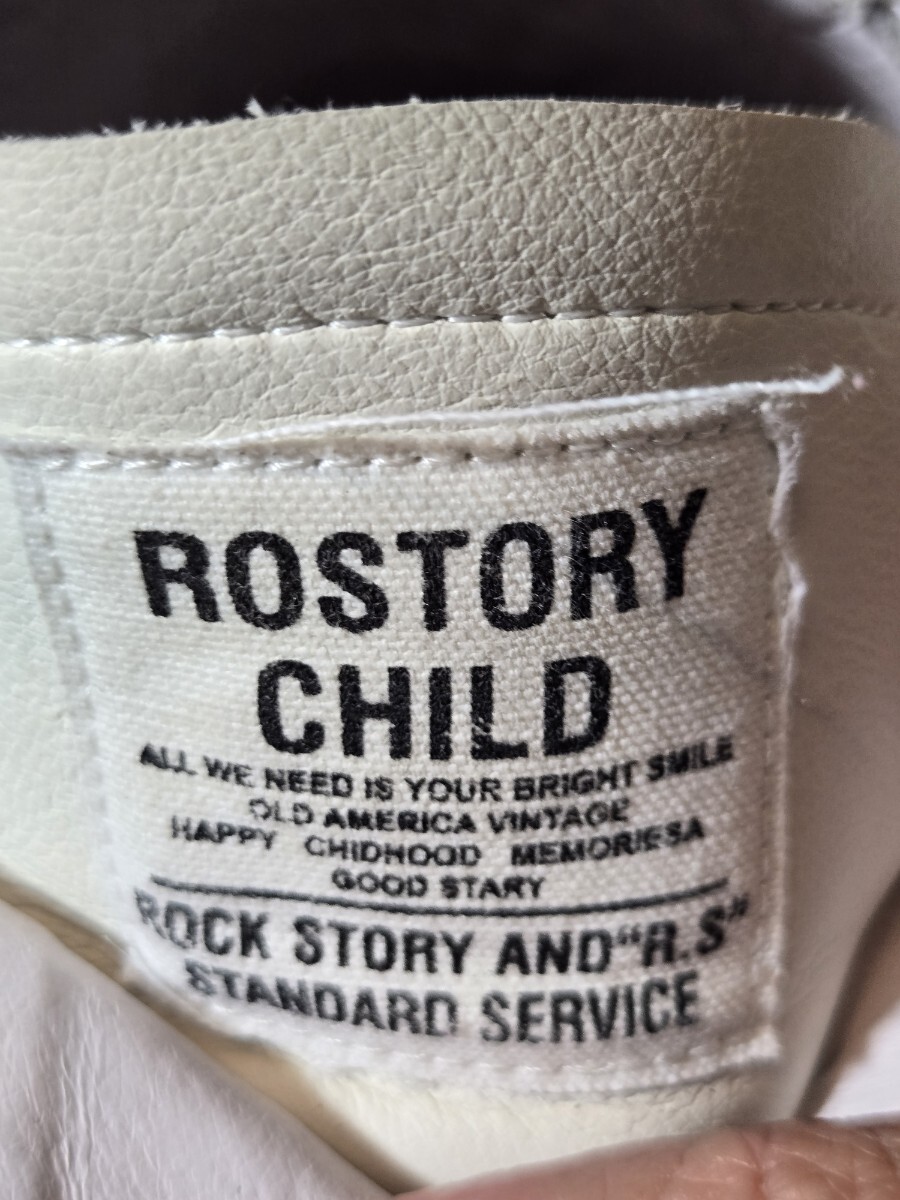 ROSTORY
CHILD
ALL WE NEED IS YOUR BRIGHT SMILE
OLD AMERICA VINTAGE
HAPPY CHIDHOOD MEMORIESA
GOOD STARY
ROCK STORY AND“R.S”
STANDARD SERVICE